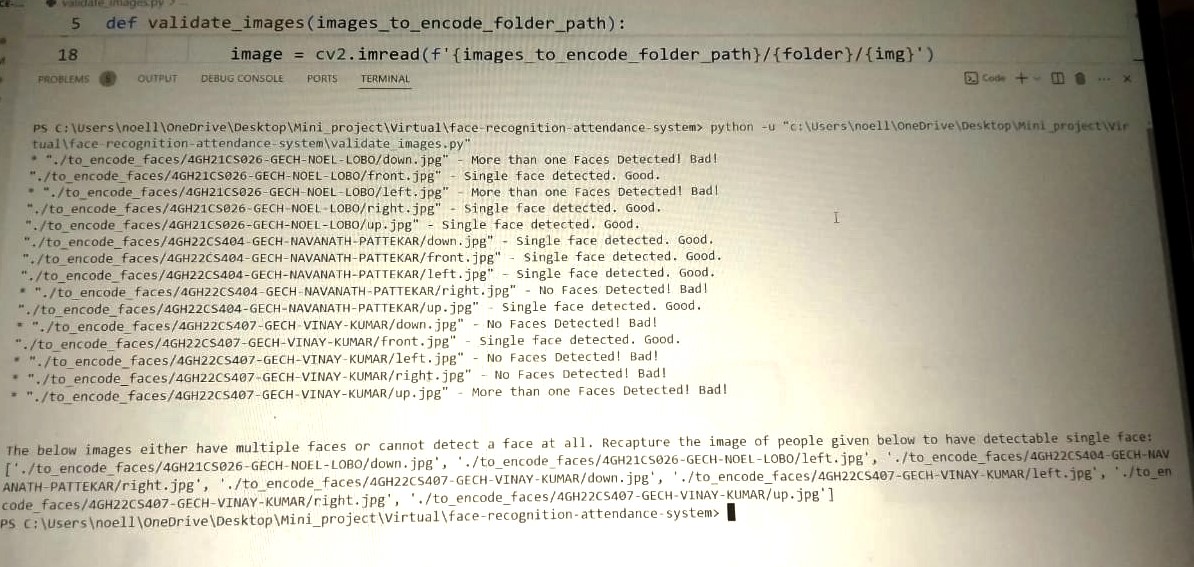 validate_images.py
5 def validate_images(images_to_encode_folder_path):
18 image = cv2.imread(f'{images_to_encode_folder_path}/{folder}/{img}')
PROBLEMS OUTPUT DEBUG CONSOLE PORTS TERMINAL Code
PS C:\Users\noell\OneDrive\Desktop\Mini_project\Virtual\face-recognition-attendance-system> python -u "c:\Users\noell\OneDrive\Desktop\Mini_project\Vir
tual\face-recognition-attendance-system\validate_images.py"
* "./to_encode_faces/4GH21CS026-GECH-NOEL-LOBO/down.jpg" - More than one Faces Detected! Bad!
"./to_encode_faces/4GH21CS026-GECH-NOEL-LOBO/front.jpg" - Single face detected. Good.
* "./to_encode_faces/4GH21CS026-GECH-NOEL-LOBO/left.jpg" - More than one Faces Detected! Bad!
"./to_encode_faces/4GH21CS026-GECH-NOEL-LOBO/right.jpg" - Single face detected. Good.
"./to_encode_faces/4GH21CS026-GECH-NOEL-LOBO/up.jpg" - Single face detected. Good.
"./to_encode_faces/4GH22CS404-GECH-NAVANATH-PATTEKAR/down.jpg" - Single face detected. Good.
"./to_encode_faces/4GH22CS404-GECH-NAVANATH-PATTEKAR/front.jpg" - Single face detected. Good.
"./to_encode_faces/4GH22CS404-GECH-NAVANATH-PATTEKAR/left.jpg" - Single face detected. Good.
* "./to_encode_faces/4GH22CS404-GECH-NAVANATH-PATTEKAR/right.jpg" - No Faces Detected! Bad!
"./to_encode_faces/4GH22CS404-GECH-NAVANATH-PATTEKAR/up.jpg" - Single face detected. Good.
* "./to_encode_faces/4GH22CS407-GECH-VINAY-KUMAR/down.jpg" - No Faces Detected! Bad!
"./to_encode_faces/4GH22CS407-GECH-VINAY-KUMAR/front.jpg" - Single face detected. Good.
* "./to_encode_faces/4GH22CS407-GECH-VINAY-KUMAR/left.jpg" - No Faces Detected! Bad!
* "./to_encode_faces/4GH22CS407-GECH-VINAY-KUMAR/right.jpg" - No Faces Detected! Bad!
* "./to_encode_faces/4GH22CS407-GECH-VINAY-KUMAR/up.jpg" - More than one Faces Detected! Bad!
The below images either have multiple faces or cannot detect a face at all. Recapture the image of people given below to have detectable single face:
['./to_encode_faces/4GH21CS026-GECH-NOEL-LOBO/down.jpg', './to_encode_faces/4GH21CS026-GECH-NOEL-LOBO/left.jpg', './to_encode_faces/4GH22CS404-GECH-NAV
ANATH-PATTEKAR/right.jpg', './to_encode_faces/4GH22CS407-GECH-VINAY-KUMAR/down.jpg', './to_encode_faces/4GH22CS407-GECH-VINAY-KUMAR/left.jpg', './to_en
code_faces/4GH22CS407-GECH-VINAY-KUMAR/right.jpg', './to_encode_faces/4GH22CS407-GECH-VINAY-KUMAR/up.jpg']
PS C:\Users\noell\OneDrive\Desktop\Mini_project\Virtual\face-recognition-attendance-system>